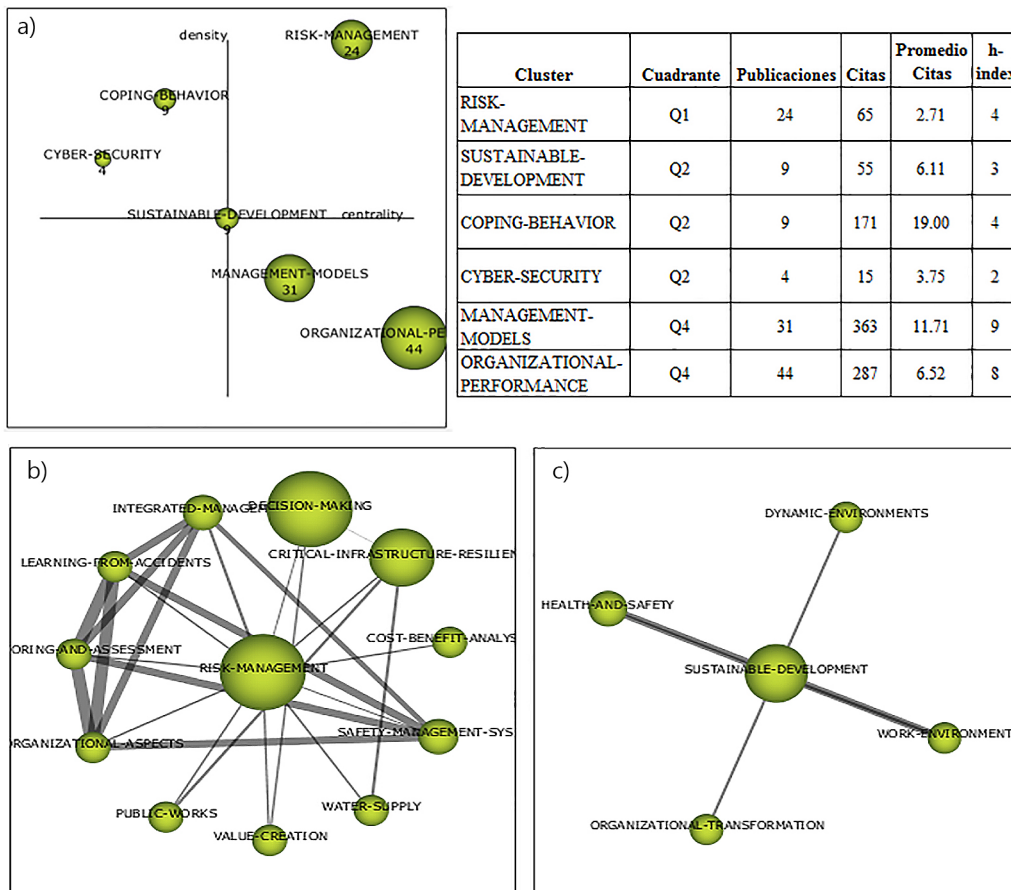 a)
density
RISK-MANAGEMENT
24
COPING-BEHAVIOR
9
CYBER-SECURITY
4
SUSTAINABLE-DEVELOPMENT
centrality
9
MANAGEMENT-MODELS
31
ORGANIZATIONAL-PE
44
Cluster Cuadrante Publicaciones Citas Promedio Citas h-index
RISK-MANAGEMENT Q1 24 65 2.71 4
SUSTAINABLE-DEVELOPMENT Q2 9 55 6.11 3
COPING-BEHAVIOR Q2 9 171 19.00 4
CYBER-SECURITY Q2 4 15 3.75 2
MANAGEMENT-MODELS Q4 31 363 11.71 9
ORGANIZATIONAL-PERFORMANCE Q4 44 287 6.52 8
b)
INTEGRATED-MANAGEM
DECISION-MAKING
CRITICAL-INFRASTRUCTURE-RESILIEN
LEARNING-FROM-ACCIDENTS
COST-BENEFIT-ANALYS
ORING-AND-ASSESSMENT
RISK-MANAGEMENT
SAFETY-MANAGEMENT-SYS
ORGANIZATIONAL-ASPECTS
PUBLIC-WORKS
WATER-SUPPLY
VALUE-CREATION
c)
DYNAMIC-ENVIRONMENTS
HEALTH-AND-SAFETY
SUSTAINABLE-DEVELOPMENT
WORK-ENVIRONMENT
ORGANIZATIONAL-TRANSFORMATION